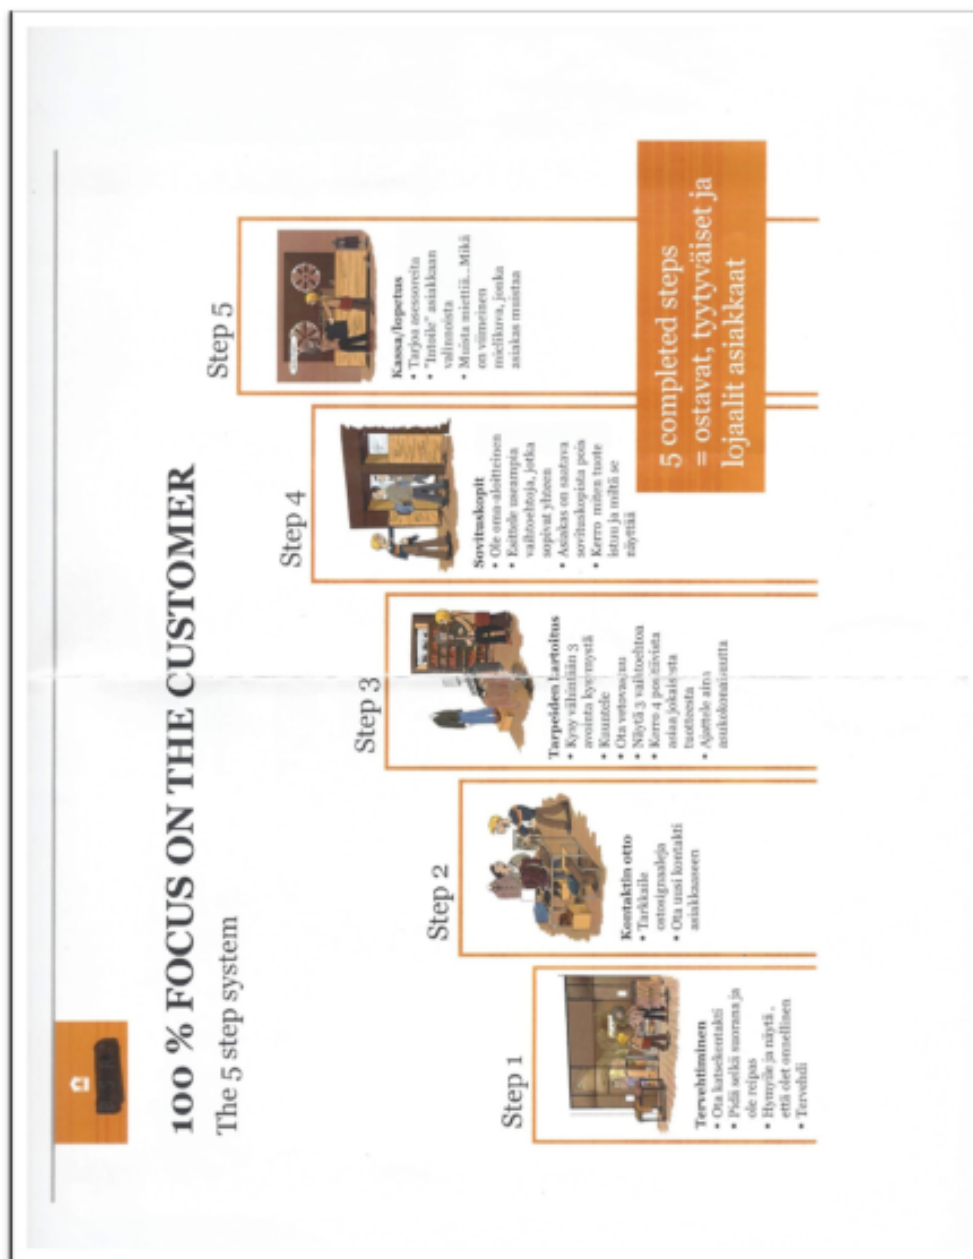 100 % FOCUS ON THE CUSTOMER
The 5 step system
Step 1
Tervehtiminen
• Ota katsekontakti
• Pidä selkä suorana ja
ole reipas
• Hymyile ja näytä ,
että olet onnellinen
• Tervehdi
Step 2
Kontaktin otto
• Tarkkaile
ostosignaaleja
• Ota uusi kontakti
asiakkaaseen
Step 3
Tarpeiden kartoitus
• Kysy vähintään 3
avointa kysymystä
• Kuuntele
• Ota vetovastuu
• Näytä 3 vaihtoehtoa
• Kerro 4 positiivista
asiaa jokaisesta
tuotteesta
• Ajattele aina
asukokonaisuutta
Step 4
Sovituskopit
• Ole oma-aloitteinen
• Esittele useampia
vaihtoehtoja, jotka
sopivat yhteen
• Asiakas on saatava
sovituskopista pois
• Kerro miten tuote
istuu ja miltä se
näyttää
Step 5
Kassa/lopetus
• Tarjoa asessoreita
• "Intoile" asiakkaan
valinnoista
• Muista miettiä...Mikä
on viimeinen
mielikuva, jonka
asiakas muistaa
5 completed steps
= ostavat, tyytyväiset ja
lojaalit asiakkaat